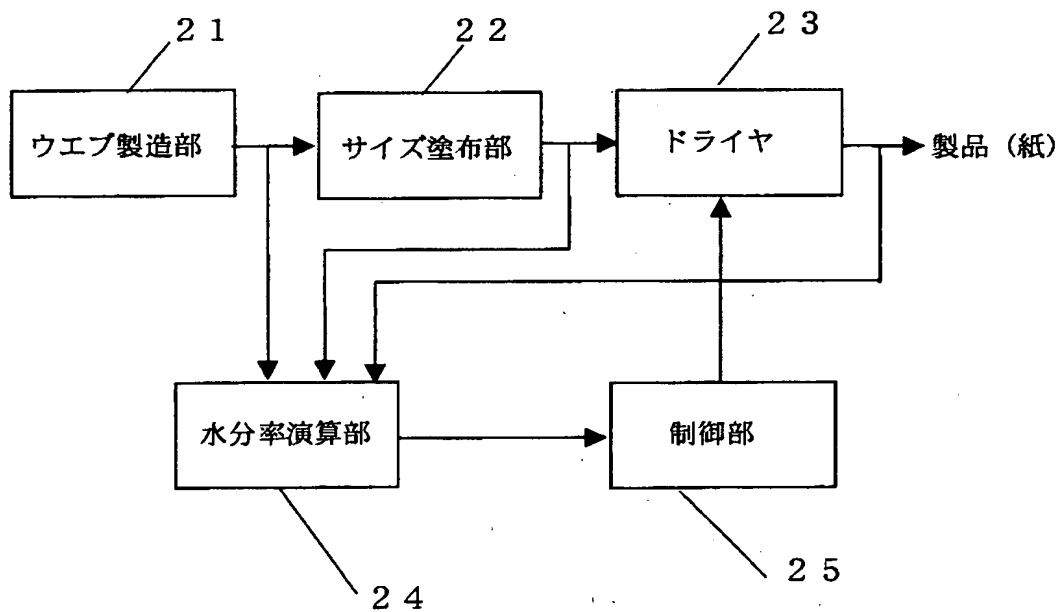 ２１
２２
２３
ウエブ製造部
サイズ塗布部
ドライヤ
製品（紙）
水分率演算部
制御部
２４
２５